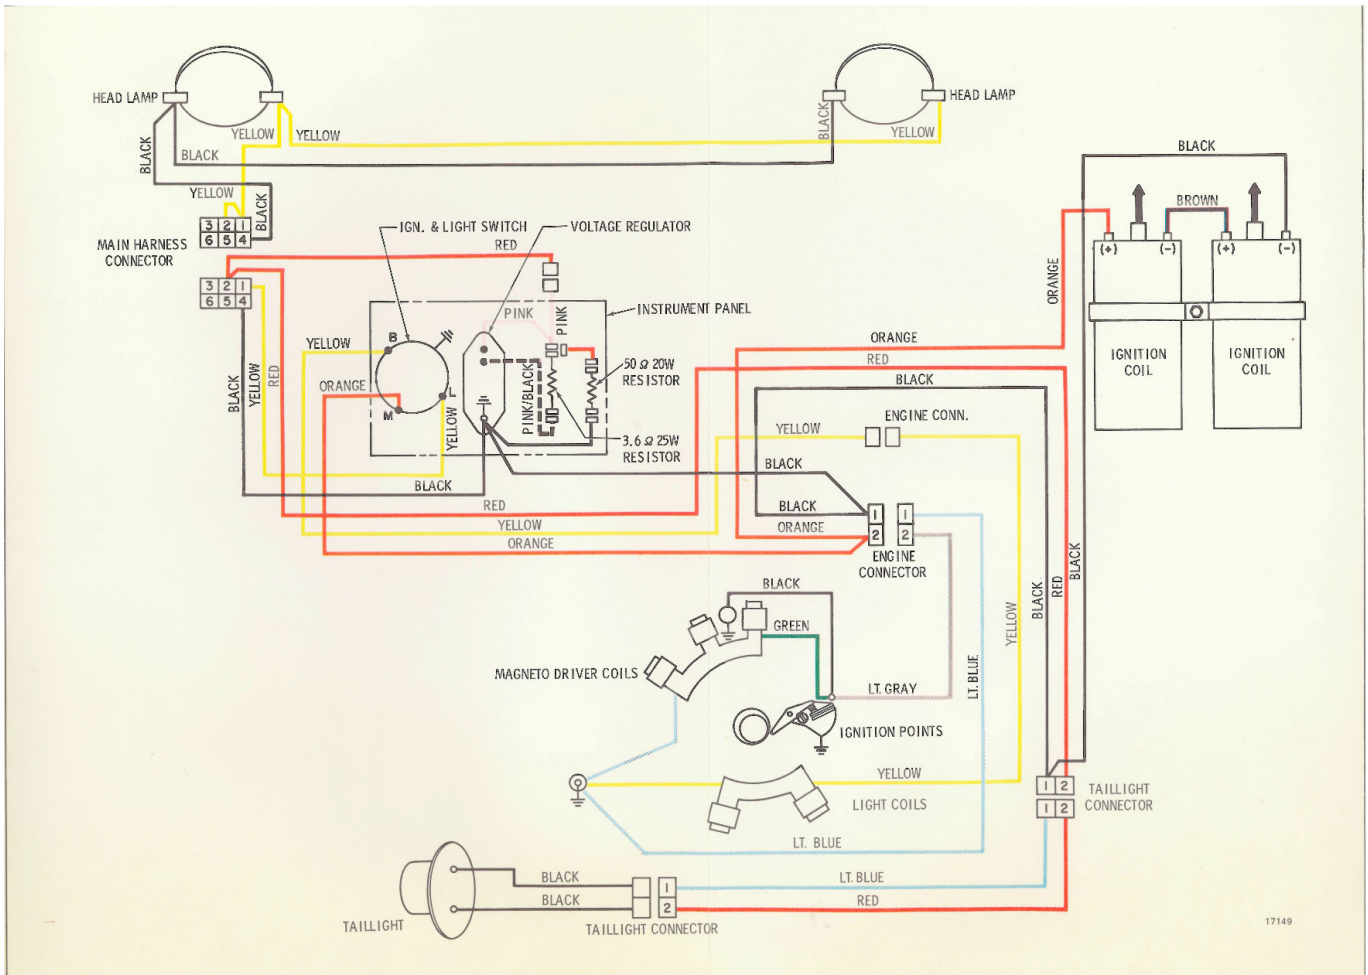 HEAD LAMP
YELLOW
YELLOW
BLACK
BLACK
YELLOW
BLACK
3 2 1
6 5 4
MAIN HARNESS
CONNECTOR
3 2 1
6 5 4
BLACK
YELLOW
RED
HEAD LAMP
BLACK
YELLOW
IGN. & LIGHT SWITCH
RED
VOLTAGE REGULATOR
INSTRUMENT PANEL
PINK
PINK
YELLOW
B
ORANGE
M
L
YELLOW
PINK/BLACK
50 Ω 20W
RESISTOR
3.6 Ω 25W
RESISTOR
BLACK
RED
YELLOW
ORANGE
BLACK
BROWN
(+)
(-)
(+)
(-)
ORANGE
IGNITION
COIL
IGNITION
COIL
ORANGE
RED
BLACK
YELLOW
ENGINE CONN.
BLACK
BLACK
ORANGE
1
2
1
2
ENGINE
CONNECTOR
BLACK
GREEN
MAGNETO DRIVER COILS
LT. GRAY
IGNITION POINTS
LT. BLUE
YELLOW
BLACK
RED
BLACK
YELLOW
LIGHT COILS
LT. BLUE
1 2
1 2
TAILLIGHT
CONNECTOR
TAILLIGHT
BLACK
BLACK
1
2
TAILLIGHT CONNECTOR
LT. BLUE
RED
17149